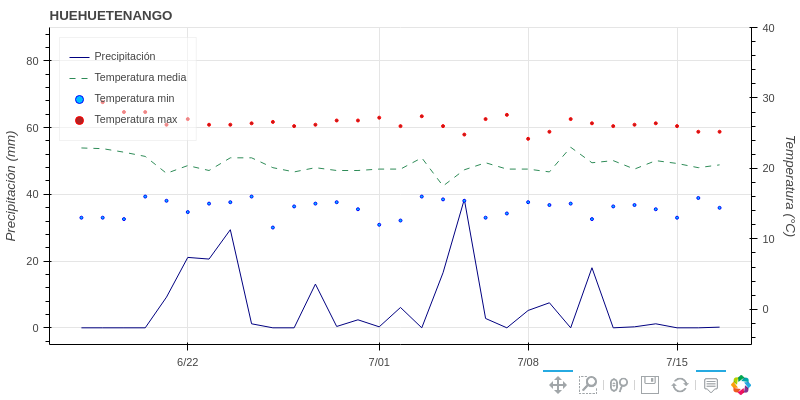 HUEHUETENANGO
Precipitación
Temperatura media
Temperatura min
Temperatura max
Precipitación (mm)
80
60
40
20
0
Temperatura (°C)
40
30
20
10
0
6/22
7/01
7/08
7/15